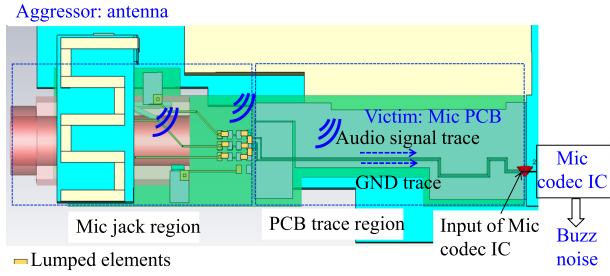 Aggressor: antenna
Victim: Mic PCB
Audio signal trace
GND trace
Mic
codec IC
Mic jack region
PCB trace region
Input of Mic
codec IC
Buzz
noise
Lumped elements